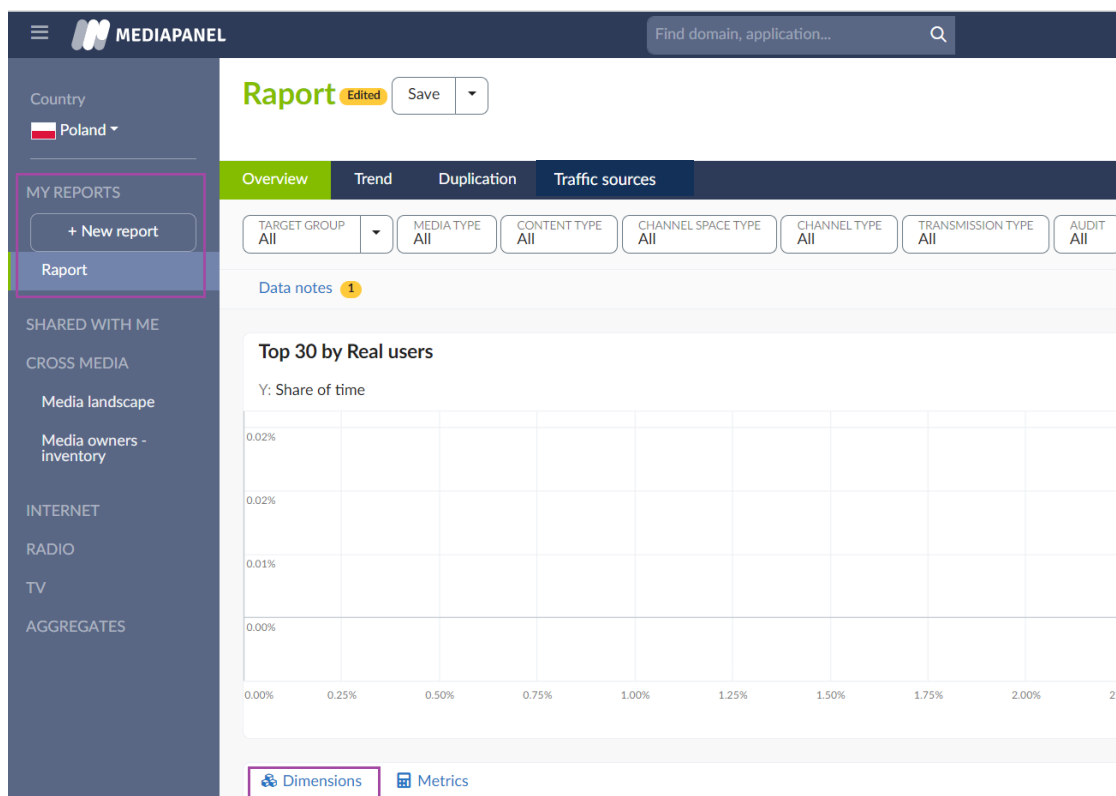 MEDIAPANEL
Find domain, application...
Country
Poland
Raport Edited Save
MY REPORTS
+ New report
Raport
SHARED WITH ME
CROSS MEDIA
Media landscape
Media owners -
inventory
INTERNET
RADIO
TV
AGGREGATES
Overview Trend Duplication Traffic sources
TARGET GROUP
All
MEDIA TYPE
All
CONTENT TYPE
All
CHANNEL SPACE TYPE
All
CHANNEL TYPE
All
TRANSMISSION TYPE
All
AUDIT
All
Data notes 1
Top 30 by Real users
Y: Share of time
0.02%
0.02%
0.01%
0.00%
0.00% 0.25% 0.50% 0.75% 1.00% 1.25% 1.50% 1.75% 2.00% 2
Dimensions Metrics